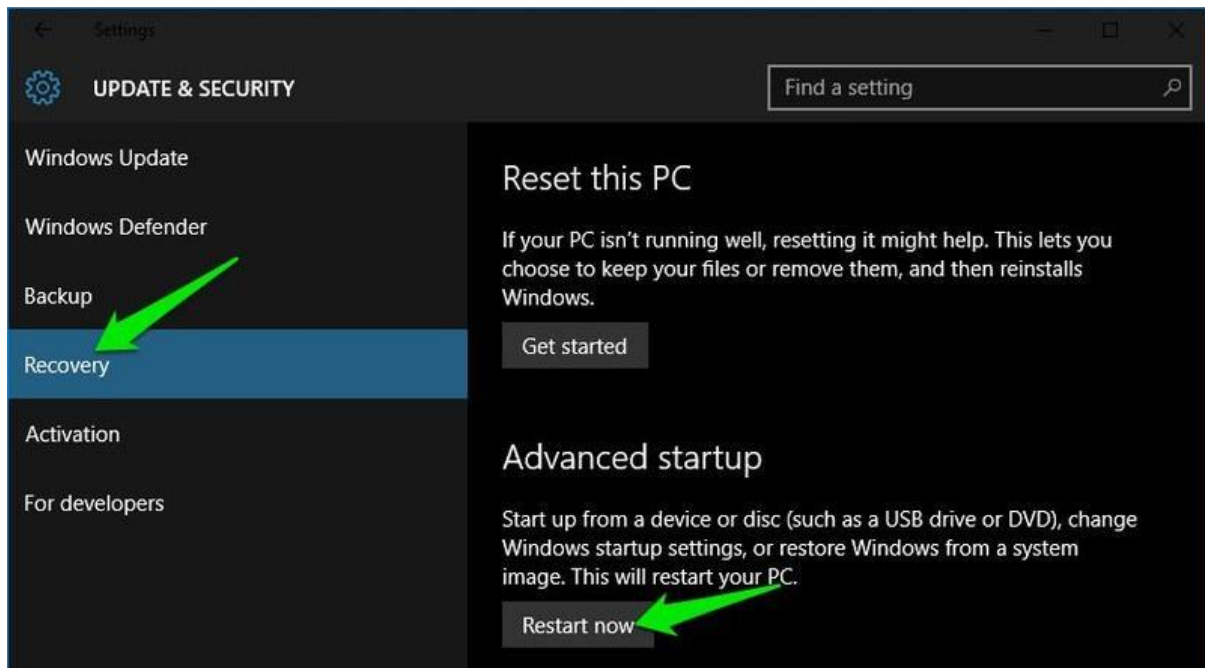 Settings
UPDATE & SECURITY
Find a setting
Windows Update
Windows Defender
Backup
Recovery
Activation
For developers
Reset this PC
If your PC isn’t running well, resetting it might help. This lets you
choose to keep your files or remove them, and then reinstalls
Windows.
Get started
Advanced startup
Start up from a device or disc (such as a USB drive or DVD), change
Windows startup settings, or restore Windows from a system
image. This will restart your PC.
Restart now